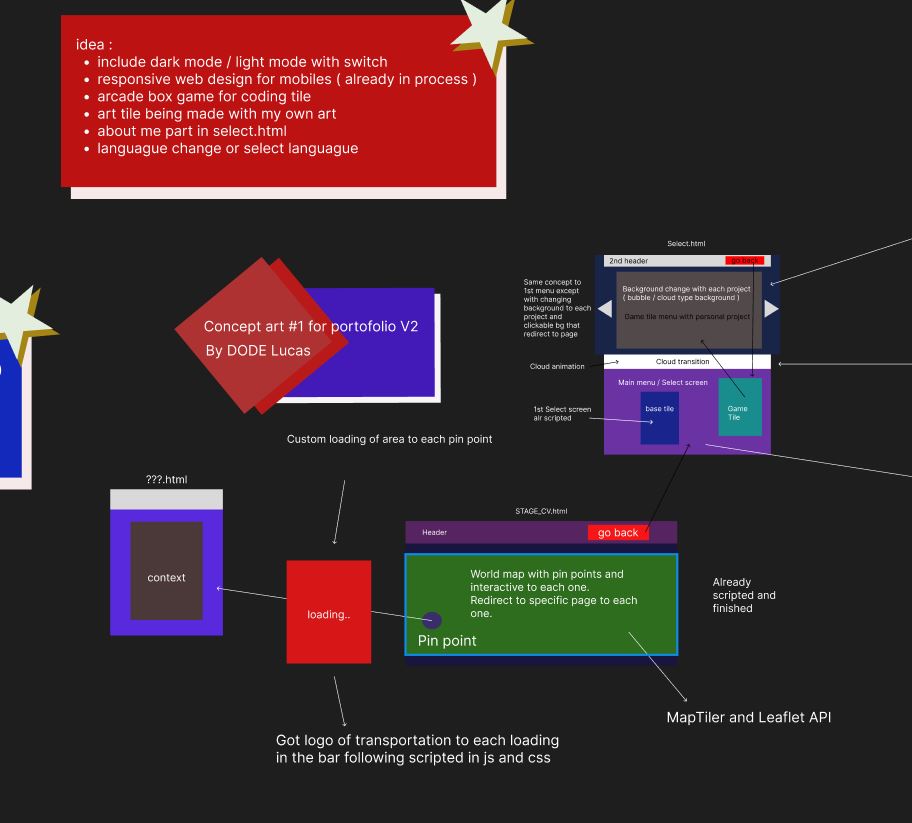 idea :
include dark mode / light mode with switch
responsive web design for mobiles ( already in process )
arcade box game for coding tile
art tile being made with my own art
about me part in select.html
languague change or select languague
Concept art #1 for portofolio V2
By DODE Lucas
Select.html
2nd header
go back
Same concept to
1st menu except
with changing
background to each
project and
clickable bg that
redirect to page
Background change with each project
( bubble / cloud type background )
Game tile menu with personal project
Cloud animation
Cloud transition
Main menu / Select screen
1st Select screen
alr scripted
base tile
Game
Tile
Custom loading of area to each pin point
???.html
context
loading..
STAGE_CV.html
Header
go back
World map with pin points and
interactive to each one.
Redirect to specific page to each
one.
Pin point
Already
scripted and
finished
MapTiler and Leaflet API
Got logo of transportation to each loading
in the bar following scripted in js and css